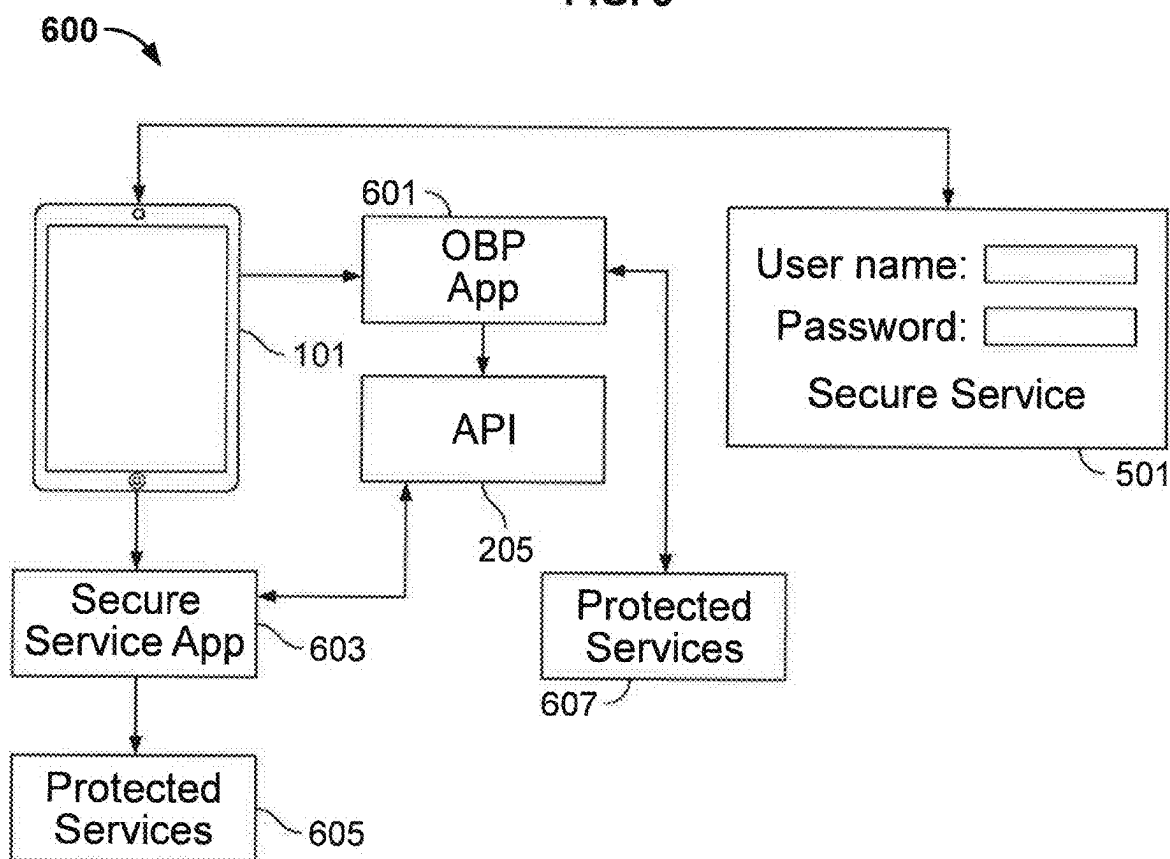 600
601
OBP
App
User name:
Password:
Secure Service
101
API
501
205
Secure
Service App
603
Protected
Services
607
Protected
Services
605